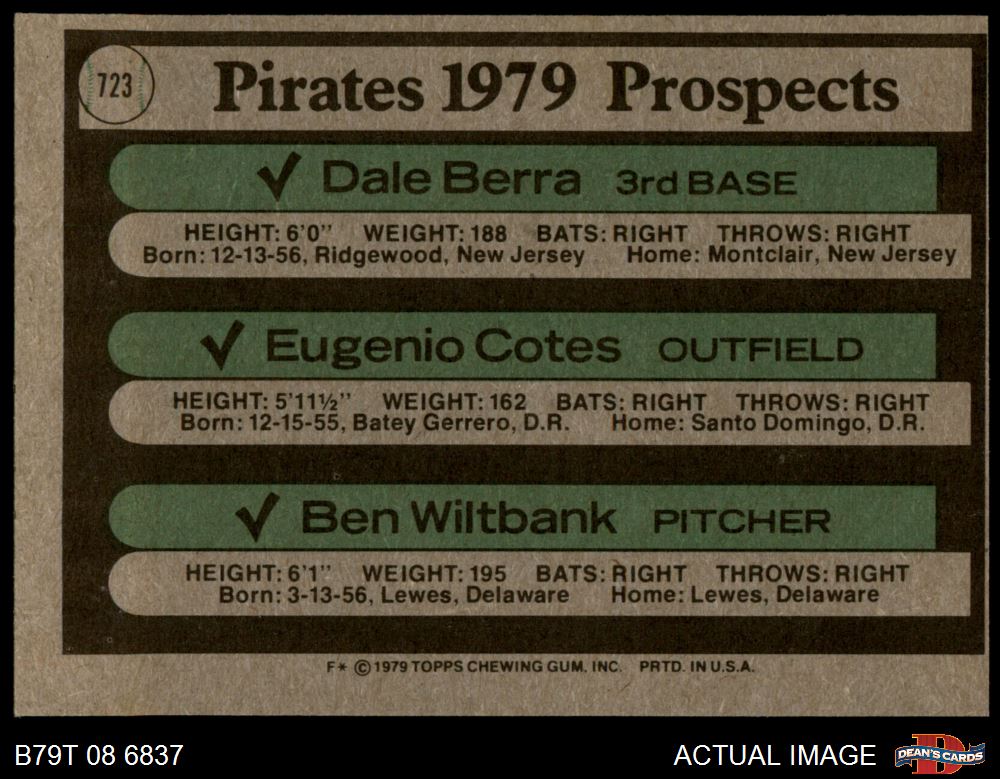 723
Pirates 1979 Prospects
✓ Dale Berra 3rd BASE
HEIGHT: 6'0" WEIGHT: 188 BATS: RIGHT THROWS: RIGHT
Born: 12-13-56, Ridgewood, New Jersey Home: Montclair, New Jersey
✓ Eugenio Cotes OUTFIELD
HEIGHT: 5'11½" WEIGHT: 162 BATS: RIGHT THROWS: RIGHT
Born: 12-15-55, Batey Gerrero, D.R. Home: Santo Domingo, D.R.
✓ Ben Wiltbank PITCHER
HEIGHT: 6'1" WEIGHT: 195 BATS: RIGHT THROWS: RIGHT
Born: 3-13-56, Lewes, Delaware Home: Lewes, Delaware
F* © 1979 TOPPS CHEWING GUM, INC. PRTD. IN U.S.A.
B79T 08 6837
ACTUAL IMAGE
DEAN'S CARDS